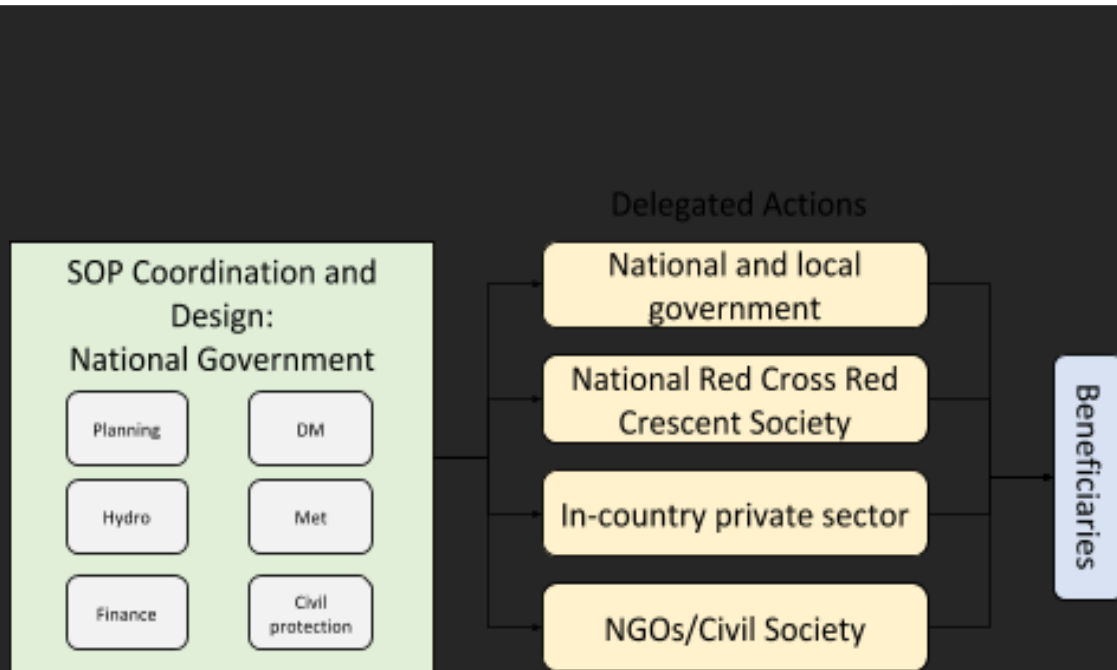 Delegated Actions
SOP Coordination and
Design:
National Government
Planning
DM
Hydro
Met
Finance
Civil
protection
National and local
government
National Red Cross Red
Crescent Society
In-country private sector
NGOs/Civil Society
Beneficiaries